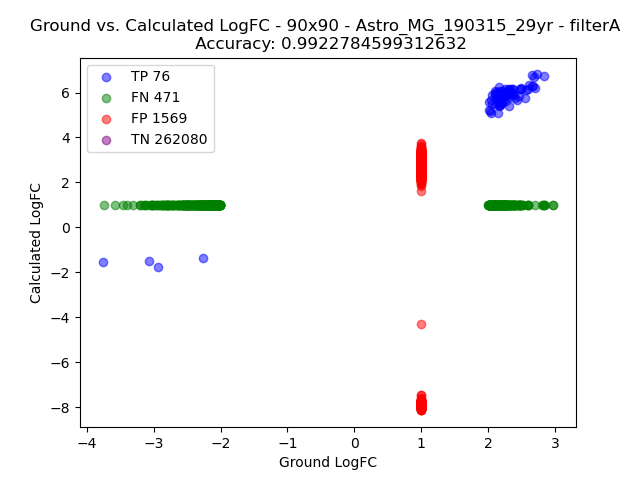 Ground vs. Calculated LogFC - 90x90 - Astro_MG_190315_29yr - filterA
Accuracy: 0.9922784599312632
TP 76
FN 471
FP 1569
TN 262080
6
4
2
0
−2
−4
−6
−8
Calculated LogFC
−4
−3
−2
−1
0
1
2
3
Ground LogFC